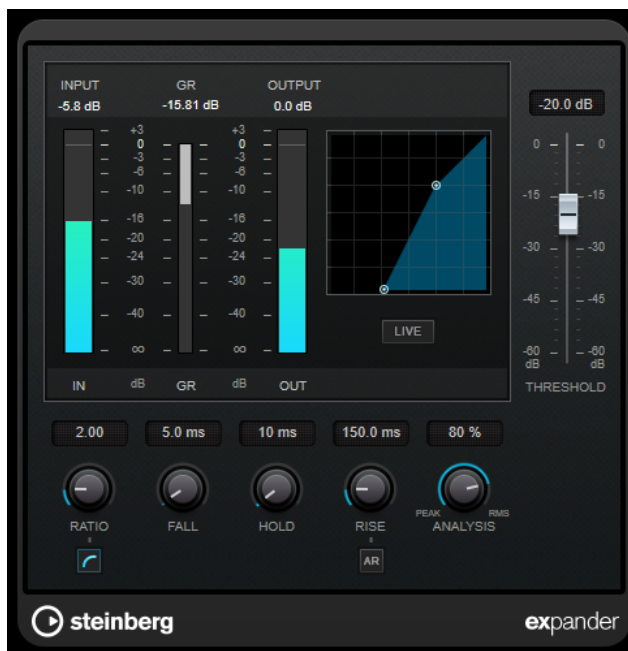 INPUT GR OUTPUT
-5.8 dB -15.81 dB 0.0 dB
-20.0 dB
+3 +3
0 0
-3 -3
-6 -6
-10 -10
-16 -16
-20 -20
-24 -24
-30 -30
-40 -40
∞ ∞
IN dB GR dB OUT
LIVE
0 0
-15 -15
-30 -30
-45 -45
-60 -60
dB dB
THRESHOLD
2.00 5.0 ms 10 ms 150.0 ms 80 %
PEAK RMS
RATIO FALL HOLD RISE ANALYSIS
AR
steinberg expander